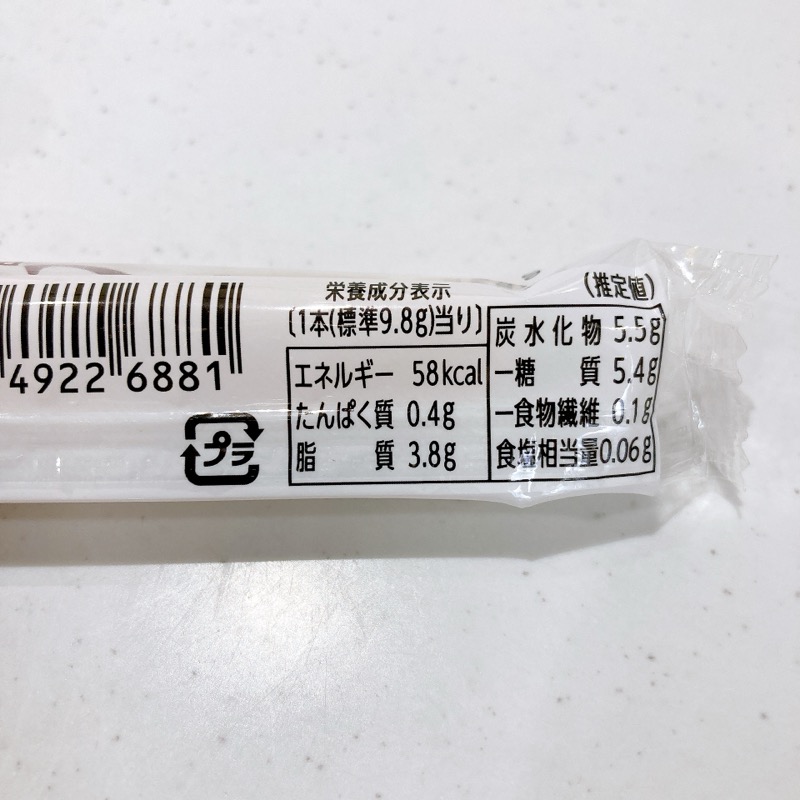 栄養成分表示
〔1本(標準9.8g)当り〕
(推定値)
エネルギー 58kcal
たんぱく質 0.4g
脂質 3.8g
炭水化物 5.5g
-糖質 5.4g
-食物繊維 0.1g
食塩相当量0.06g
4922 6881
プラ